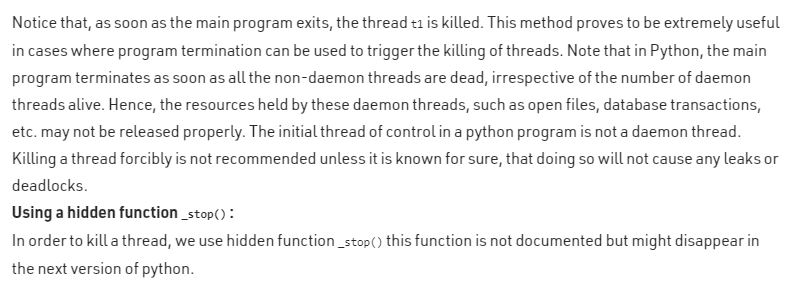 Notice that, as soon as the main program exits, the thread t1 is killed. This method proves to be extremely useful
in cases where program termination can be used to trigger the killing of threads. Note that in Python, the main
program terminates as soon as all the non-daemon threads are dead, irrespective of the number of daemon
threads alive. Hence, the resources held by these daemon threads, such as open files, database transactions,
etc. may not be released properly. The initial thread of control in a python program is not a daemon thread.
Killing a thread forcibly is not recommended unless it is known for sure, that doing so will not cause any leaks or
deadlocks.
Using a hidden function _stop() :
In order to kill a thread, we use hidden function _stop() this function is not documented but might disappear in
the next version of python.